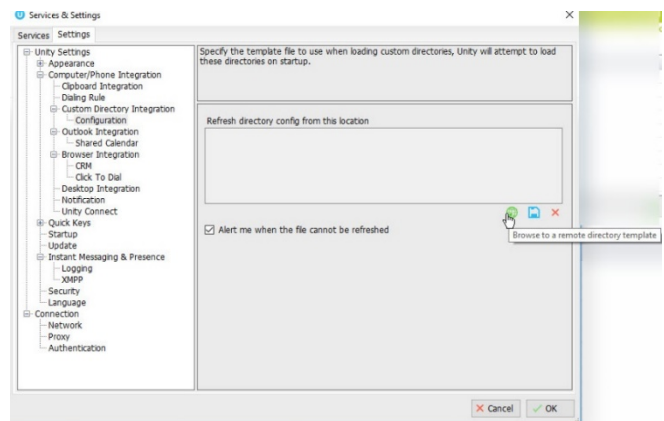 Services & Settings
Services Settings
Unity Settings
Appearance
Computer/Phone Integration
Clipboard Integration
Dialing Rule
Custom Directory Integration
Configuration
Outlook Integration
Shared Calendar
Browser Integration
CRM
Click To Dial
Desktop Integration
Notification
Unity Connect
Quick Keys
Startup
Update
Instant Messaging & Presence
Logging
XMPP
Security
Language
Connection
Network
Proxy
Authentication
Specify the template file to use when loading custom directories, Unity will attempt to load
these directories on startup.
Refresh directory config from this location
Alert me when the file cannot be refreshed
Browse to a remote directory template
Cancel OK